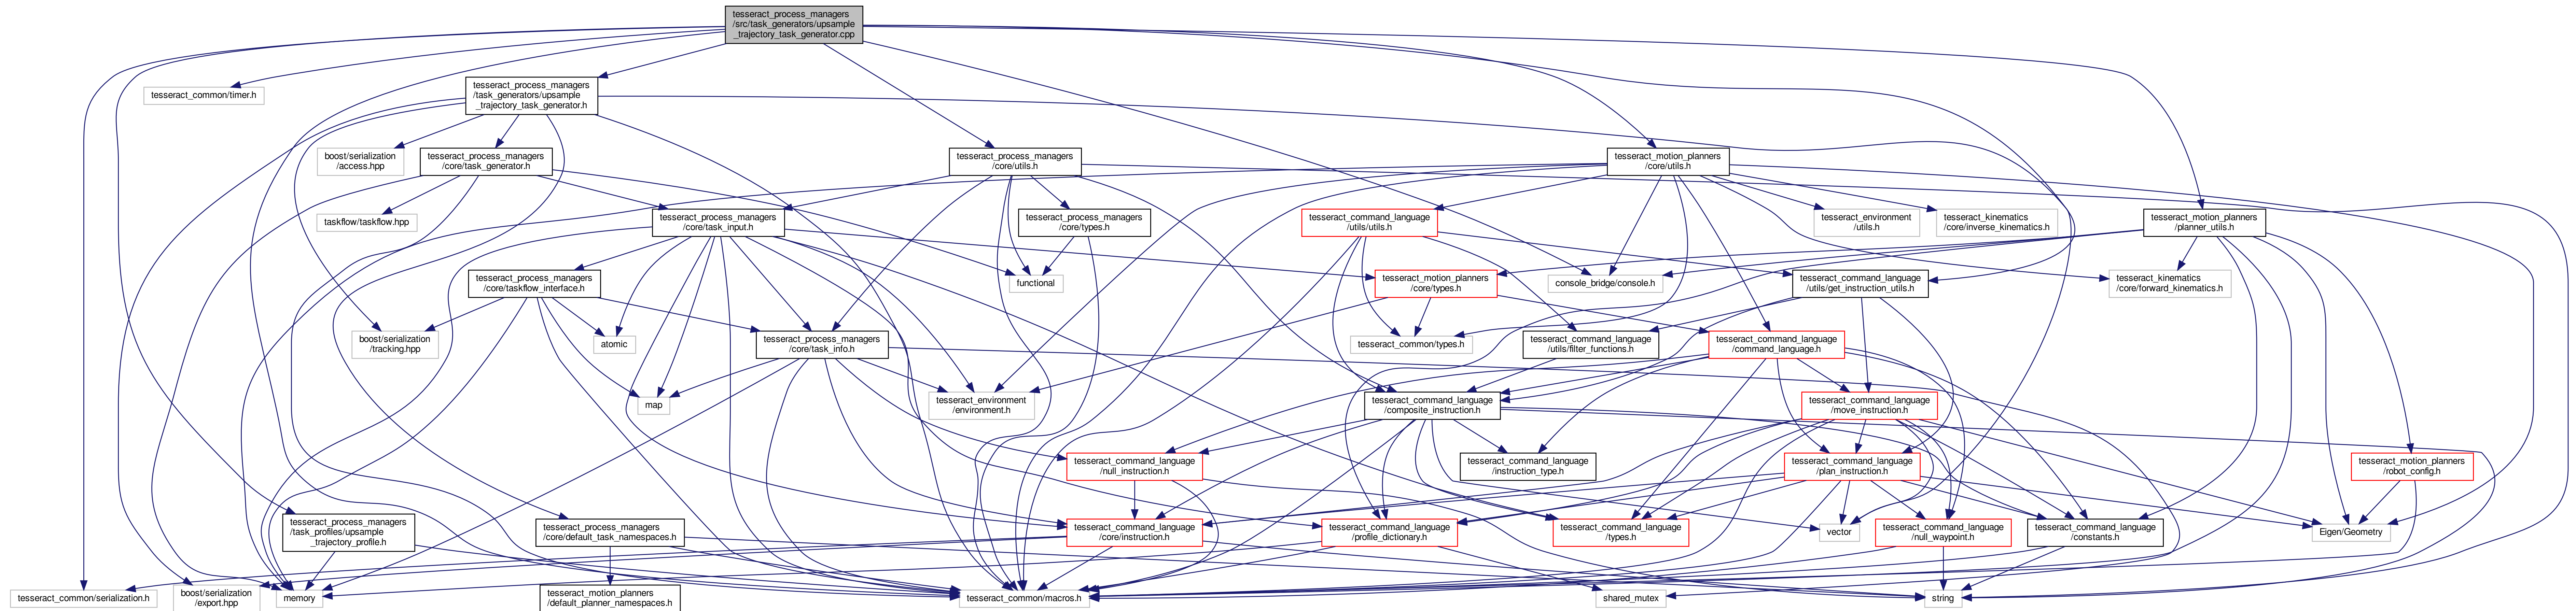 tesseract_process_managers
/src/task_generators/upsample
_trajectory_task_generator.cpp
tesseract_common/timer.h
tesseract_process_managers
/task_generators/upsample
_trajectory_task_generator.h
boost/serialization
/access.hpp
tesseract_process_managers
/core/task_generator.h
tesseract_process_managers
/core/utils.h
tesseract_motion_planners
/core/utils.h
taskflow/taskflow.hpp
tesseract_process_managers
/core/task_input.h
tesseract_process_managers
/core/types.h
tesseract_command_language
/utils/utils.h
tesseract_environment
/utils.h
tesseract_kinematics
/core/inverse_kinematics.h
tesseract_motion_planners
/planner_utils.h
tesseract_process_managers
/core/taskflow_interface.h
functional
tesseract_motion_planners
/core/types.h
console_bridge/console.h
tesseract_command_language
/utils/get_instruction_utils.h
tesseract_kinematics
/core/forward_kinematics.h
boost/serialization
/tracking.hpp
atomic
tesseract_process_managers
/core/task_info.h
tesseract_common/types.h
tesseract_command_language
/utils/filter_functions.h
tesseract_command_language
/command_language.h
map
tesseract_environment
/environment.h
tesseract_command_language
/composite_instruction.h
tesseract_command_language
/move_instruction.h
tesseract_command_language
/null_instruction.h
tesseract_command_language
/instruction_type.h
tesseract_command_language
/plan_instruction.h
tesseract_motion_planners
/robot_config.h
tesseract_process_managers
/task_profiles/upsample
_trajectory_profile.h
tesseract_process_managers
/core/default_task_namespaces.h
tesseract_command_language
/core/instruction.h
tesseract_command_language
/profile_dictionary.h
tesseract_command_language
/types.h
vector
tesseract_command_language
/null_waypoint.h
tesseract_command_language
/constants.h
Eigen/Geometry
tesseract_common/serialization.h
boost/serialization
/export.hpp
memory
tesseract_motion_planners
/default_planner_namespaces.h
tesseract_common/macros.h
shared_mutex
string